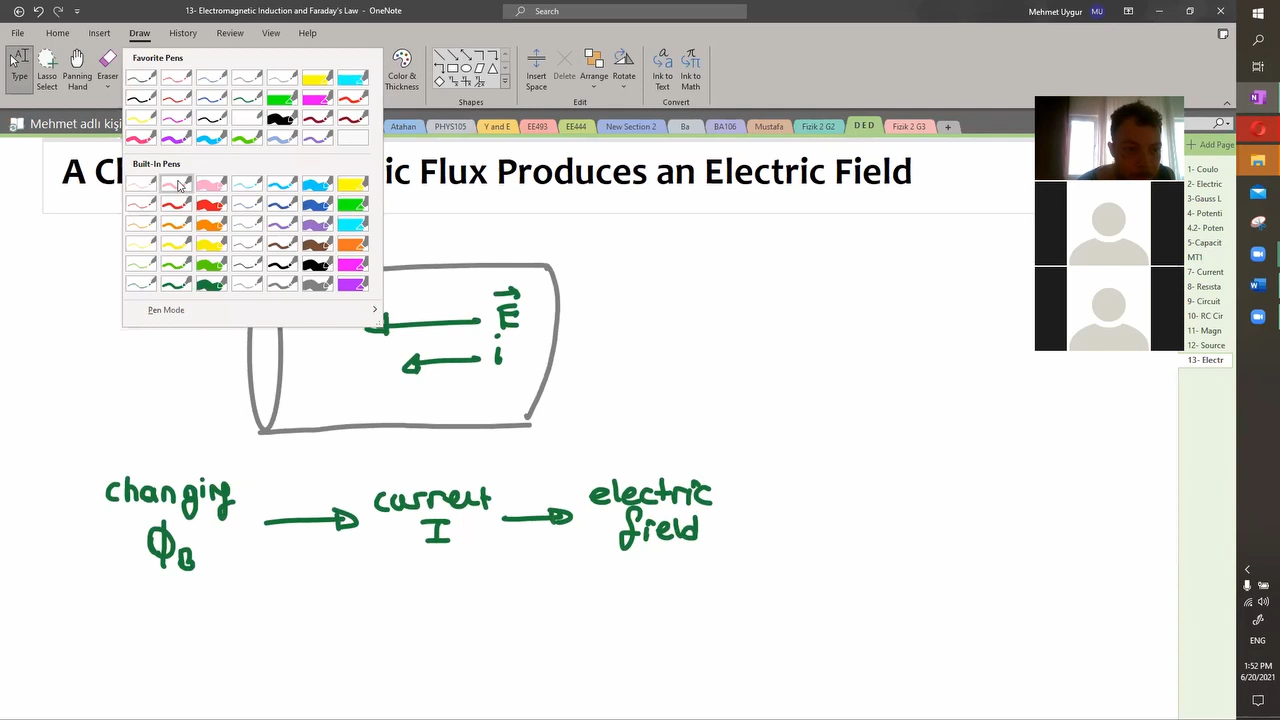 13- Electromagnetic Induction and Faraday's Law - OneNote
Search
Mehmet Uygur
MU
File
Home
Insert
Draw
History
Review
View
Help
Favorite Pens
Built-In Pens
Pen Mode
Type
Lasso
Select
Panning
Hand
Eraser
Color &
Thickness
Shapes
Insert
Space
Delete
Arrange
Rotate
Edit
Ink to
Text
Ink to
Math
Convert
Mehmet adlı kişi
Atahan
PHYS105
Y and E
EE493
EE444
New Section 2
Ba
BA106
Mustafa
Fizik 2 G2
D E D
Fizik 2 G3
Add Page
1- Coulo
2- Electric
3-Gauss L
4- Potenti
4.2- Poten
5-Capacit
MT1
7- Current
8- Resista
9- Circuit
10- RC Cir
11- Magn
12- Source
13- Electr
A C
ic Flux Produces an Electric Field
E
i
changing
ΦB
current
I
electric
field
ENG
1:52 PM
6/20/2021